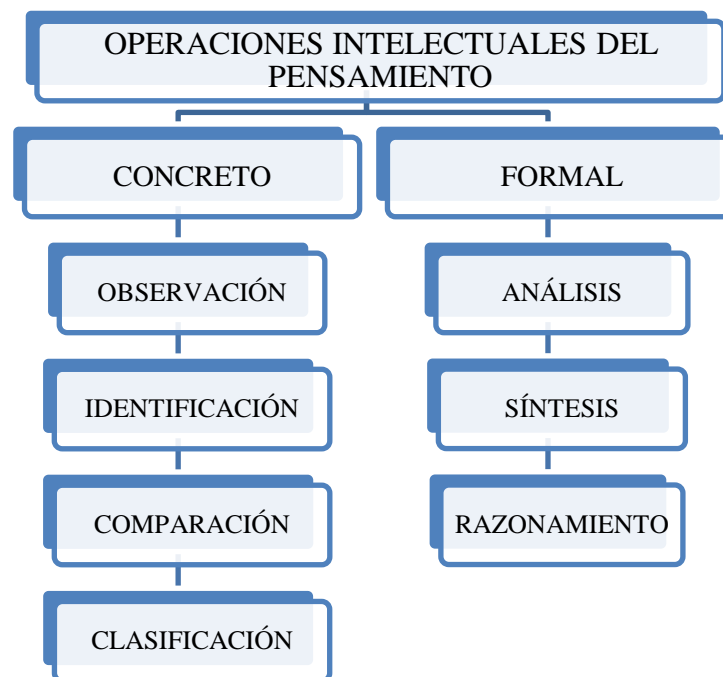 OPERACIONES INTELECTUALES DEL
PENSAMIENTO
CONCRETO
OBSERVACIÓN
IDENTIFICACIÓN
COMPARACIÓN
CLASIFICACIÓN
FORMAL
ANÁLISIS
SÍNTESIS
RAZONAMIENTO